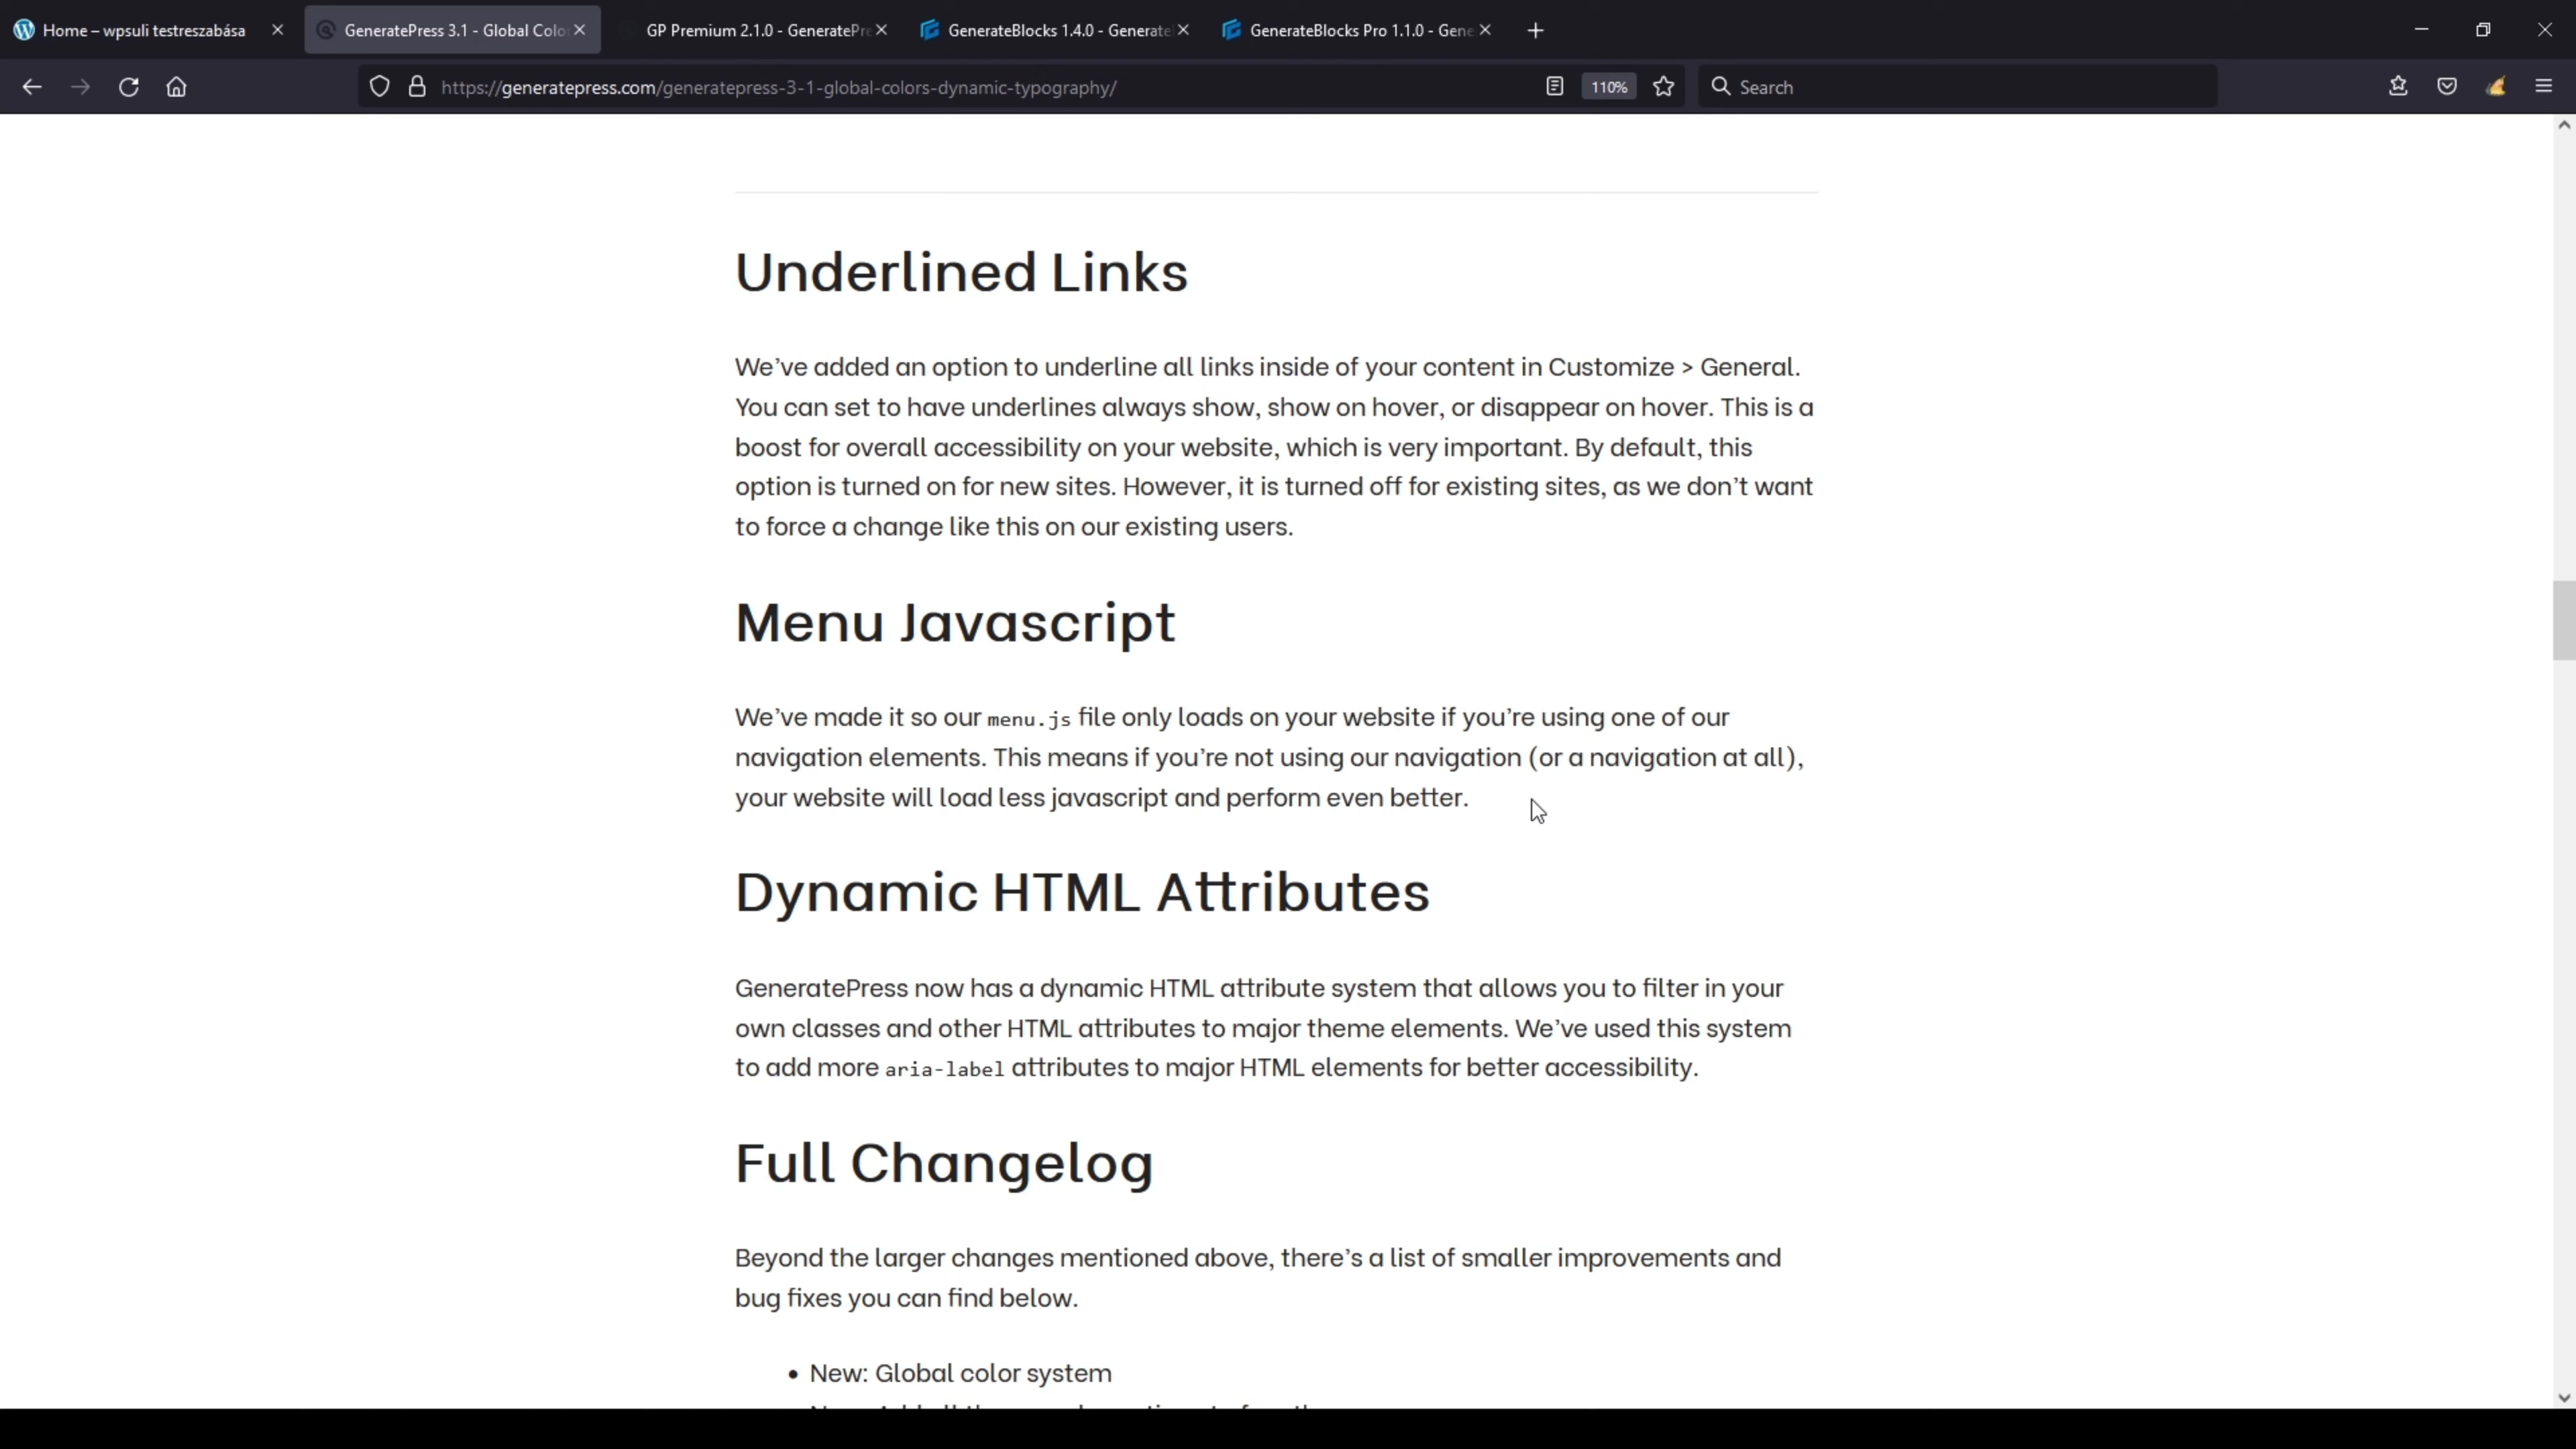 Home – wpsuli testreszabása
GeneratePress 3.1 - Global Colo
GP Premium 2.1.0 - GeneratePre
GenerateBlocks 1.4.0 - Generatel
GenerateBlocks Pro 1.1.0 - Gene
https://generatepress.com/generatepress-3-1-global-colors-dynamic-typography/
110%
Search
Underlined Links
We've added an option to underline all links inside of your content in Customize > General.
You can set to have underlines always show, show on hover, or disappear on hover. This is a
boost for overall accessibility on your website, which is very important. By default, this
option is turned on for new sites. However, it is turned off for existing sites, as we don't want
to force a change like this on our existing users.
Menu Javascript
We've made it so our menu.js file only loads on your website if you're using one of our
navigation elements. This means if you're not using our navigation (or a navigation at all),
your website will load less javascript and perform even better.
Dynamic HTML Attributes
GeneratePress now has a dynamic HTML attribute system that allows you to filter in your
own classes and other HTML attributes to major theme elements. We've used this system
to add more aria-label attributes to major HTML elements for better accessibility.
Full Changelog
Beyond the larger changes mentioned above, there's a list of smaller improvements and
bug fixes you can find below.
• New: Global color system